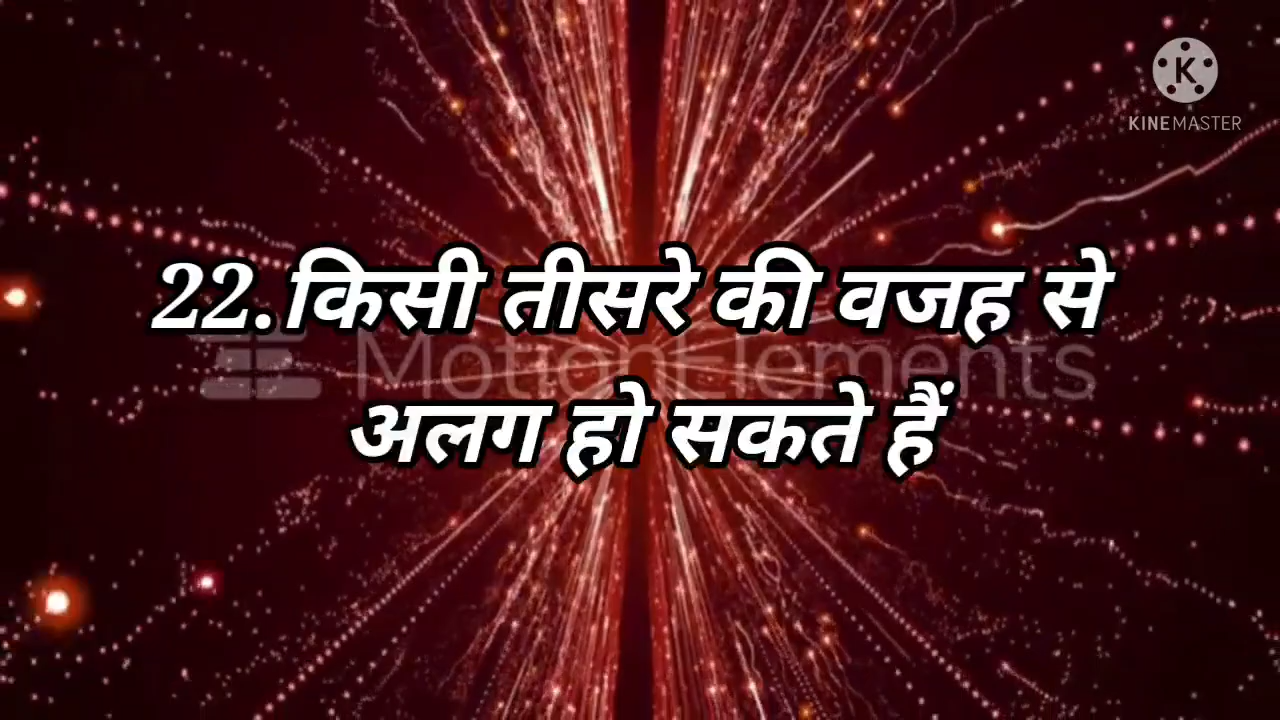 KINEMASTER
22.किसी तीसरे की वजह से
MotionElements
अलग हो सकते हैं